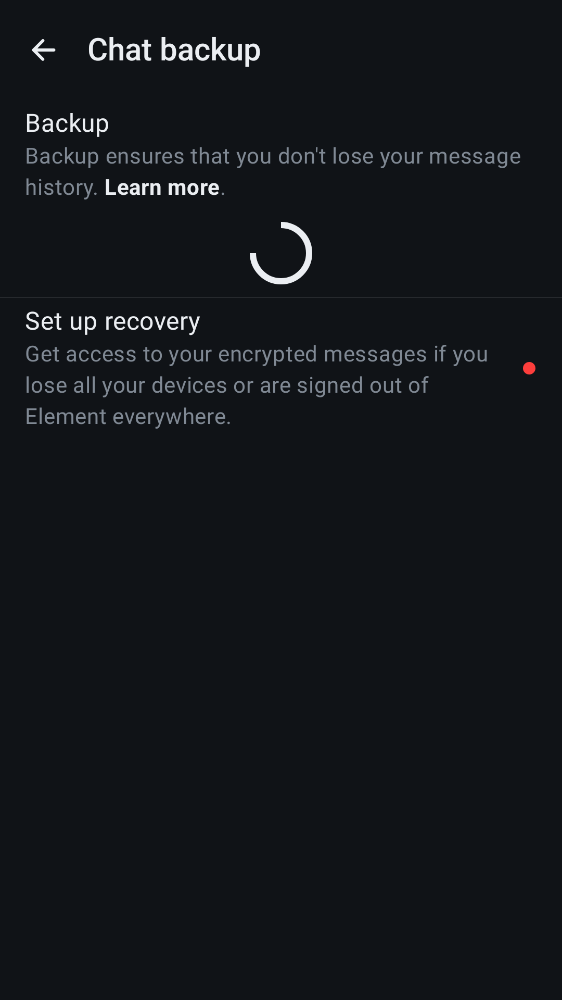 Chat backup
Backup
Backup ensures that you don't lose your message
history. Learn more.
Set up recovery
Get access to your encrypted messages if you
lose all your devices or are signed out of
Element everywhere.